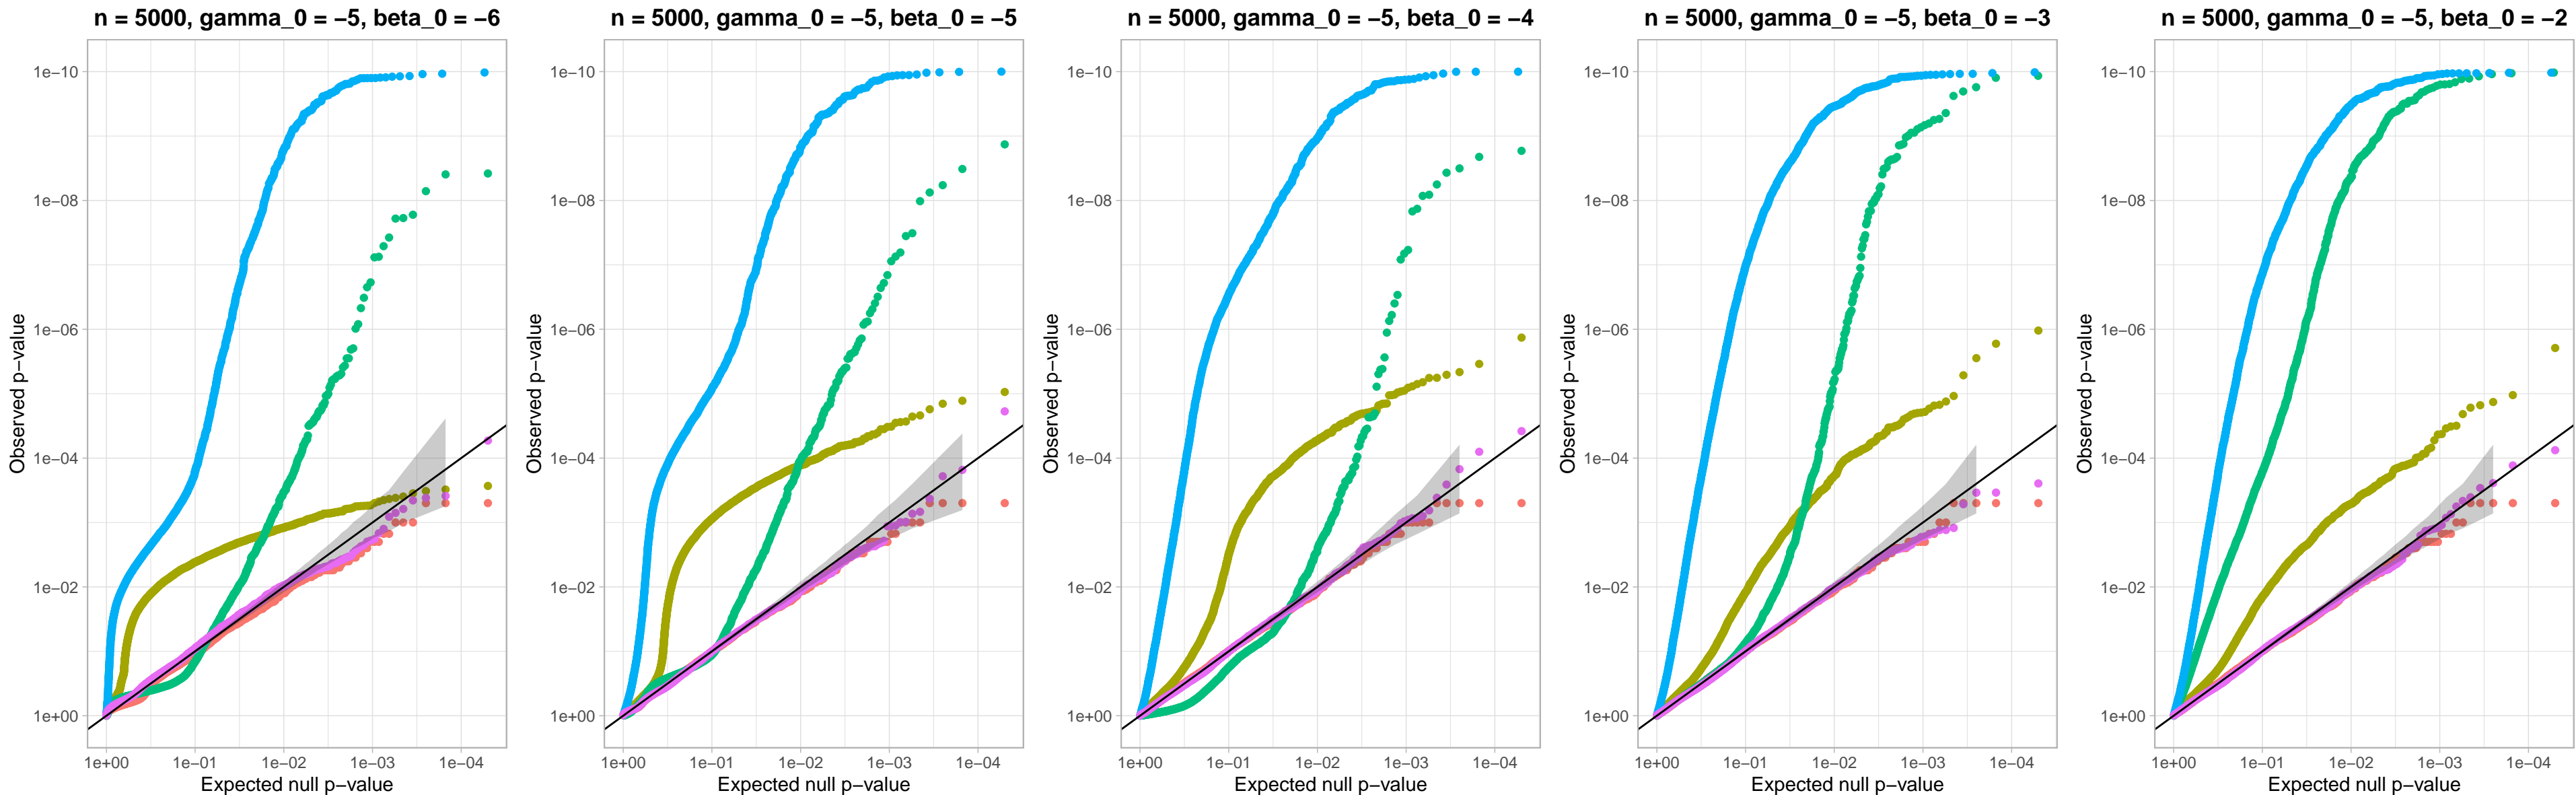 n = 5000, gamma_0 = −5, beta_0 = −6
1e−10
1e−08
1e−06
1e−04
1e−02
1e+00
Observed p−value
1e+00 1e−01 1e−02 1e−03 1e−04
Expected null p−value
n = 5000, gamma_0 = −5, beta_0 = −5
1e−10
1e−08
1e−06
1e−04
1e−02
1e+00
Observed p−value
1e+00 1e−01 1e−02 1e−03 1e−04
Expected null p−value
n = 5000, gamma_0 = −5, beta_0 = −4
1e−10
1e−08
1e−06
1e−04
1e−02
1e+00
Observed p−value
1e+00 1e−01 1e−02 1e−03 1e−04
Expected null p−value
n = 5000, gamma_0 = −5, beta_0 = −3
1e−10
1e−08
1e−06
1e−04
1e−02
1e+00
Observed p−value
1e+00 1e−01 1e−02 1e−03 1e−04
Expected null p−value
n = 5000, gamma_0 = −5, beta_0 = −2
1e−10
1e−08
1e−06
1e−04
1e−02
1e+00
Observed p−value
1e+00 1e−01 1e−02 1e−03 1e−04
Expected null p−value